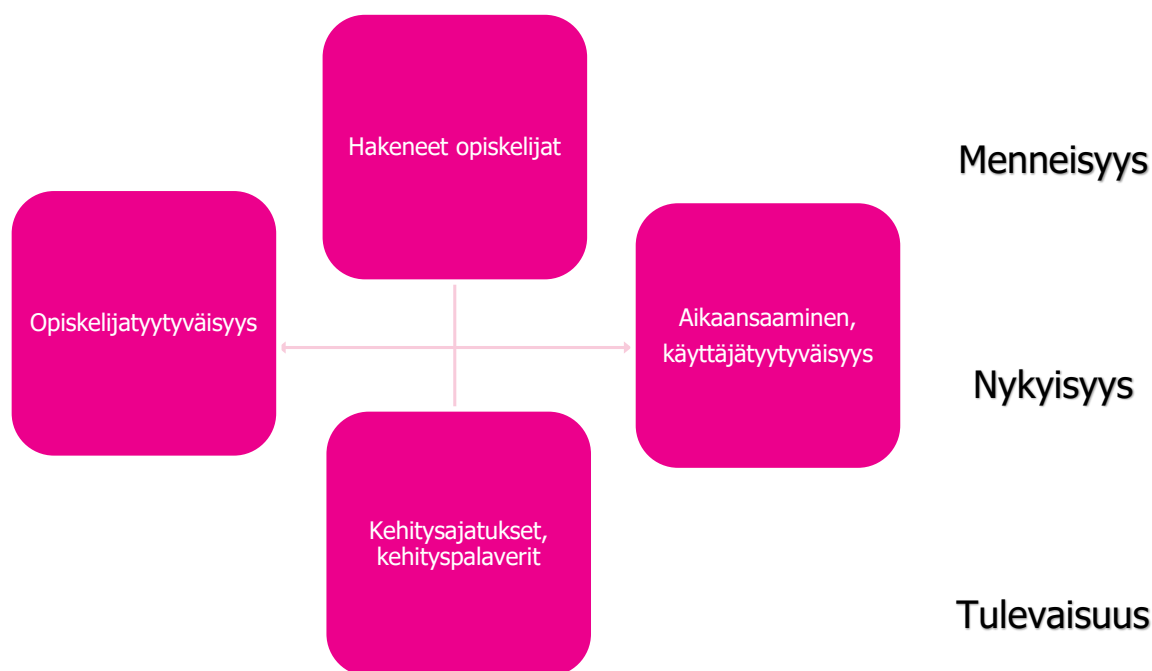 Hakeneet opiskelijat
Menneisyys
Opiskelijatyytyväisyys
Aikaansaaminen,
käyttäjätyytyväisyys
Nykyisyys
Kehitysajatukset,
kehityspalaverit
Tulevaisuus